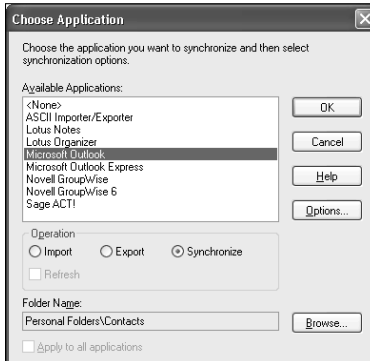 Choose Application
Choose the application you want to synchronize and then select
synchronization options.
Available Applications:
<None>
ASCII Importer/Exporter
Lotus Notes
Lotus Organizer
Microsoft Outlook
Microsoft Outlook Express
Novell GroupWise
Novell GroupWise 6
Sage ACT!
OK
Cancel
Help
Options...
Operation
Import
Export
Synchronize
Refresh
Folder Name:
Personal Folders\Contacts
Browse...
Apply to all applications